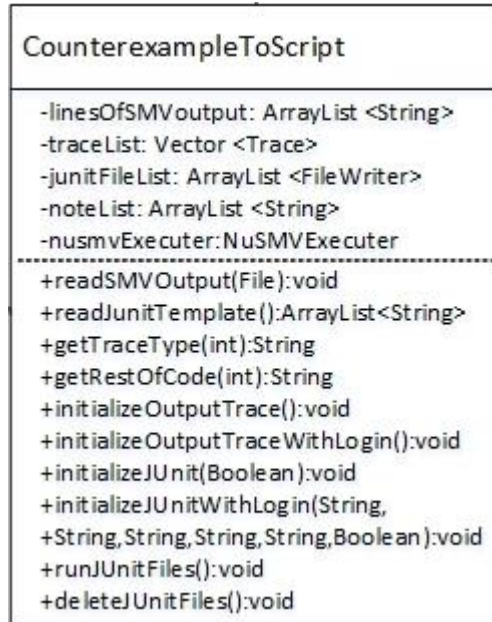 CounterexampleToScript
-linesOfSMVoutput: ArrayList <String>
-traceList: Vector <Trace>
-junitFileList: ArrayList <FileWriter>
-noteList: ArrayList <String>
-nusmvExecuter:NuSMVExecuter
+readSMVOutput(File):void
+readJunitTemplate():ArrayList<String>
+getTraceType(int):String
+getRestOfCode(int):String
+initializeOutputTrace():void
+initializeOutputTraceWithLogin():void
+initializeJUnit(Boolean):void
+initializeJUnitWithLogin(String,
+String,String,String,String,Boolean):void
+runJUnitFiles():void
+deleteJUnitFiles():void